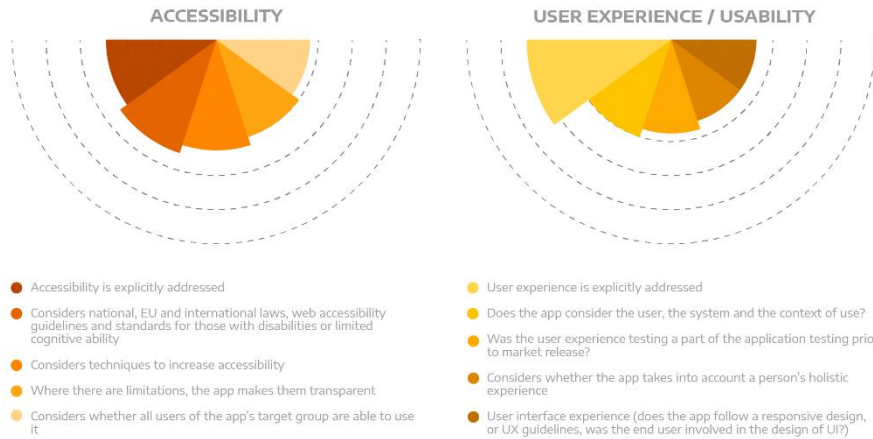 ACCESSIBILITY
Accessibility is explicitly addressed
Considers national, EU and international laws, web accessibility
guidelines and standards for those with disabilities or limited
cognitive ability
Considers techniques to increase accessibility
Where there are limitations, the app makes them transparent
Considers whether all users of the app's target group are able to use
it
USER EXPERIENCE / USABILITY
User experience is explicitly addressed
Does the app consider the user, the system and the context of use?
Was the user experience testing a part of the application testing prio
to market release?
Considers whether the app takes into account a person's holistic
experience
User interface experience (does the app follow a responsive design,
or UX guidelines, was the end user involved in the design of UI?)